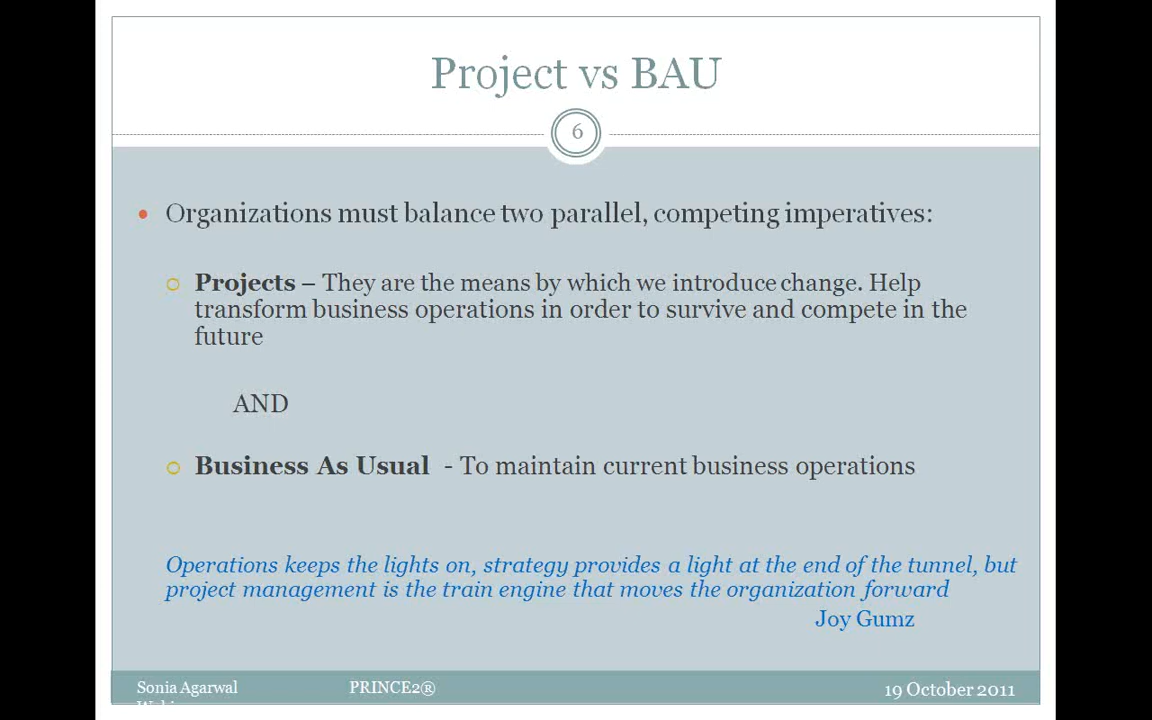 Project vs BAU
6
Organizations must balance two parallel, competing imperatives:
Projects – They are the means by which we introduce change. Help
transform business operations in order to survive and compete in the
future
AND
Business As Usual - To maintain current business operations
Operations keeps the lights on, strategy provides a light at the end of the tunnel, but
project management is the train engine that moves the organization forward
Joy Gumz
Sonia Agarwal PRINCE2® 19 October 2011